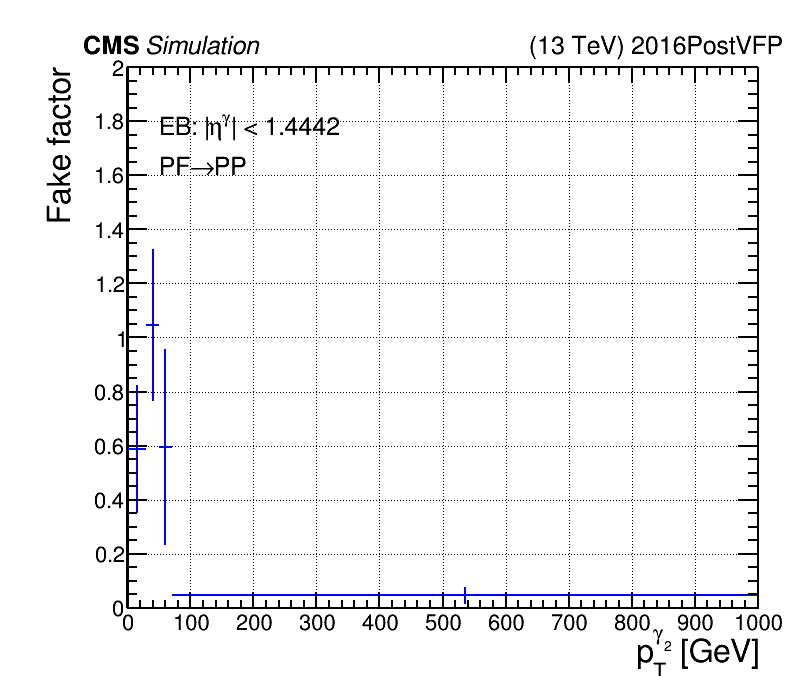 CMS Simulation (13 TeV) 2016PostVFP
Fake factor
2
1.8
1.6
1.4
1.2
1
0.8
0.6
0.4
0.2
0
EB: |η^γ| < 1.4442
PF→PP
0 100 200 300 400 500 600 700 800 900 1000
p_T^γ_2 [GeV]